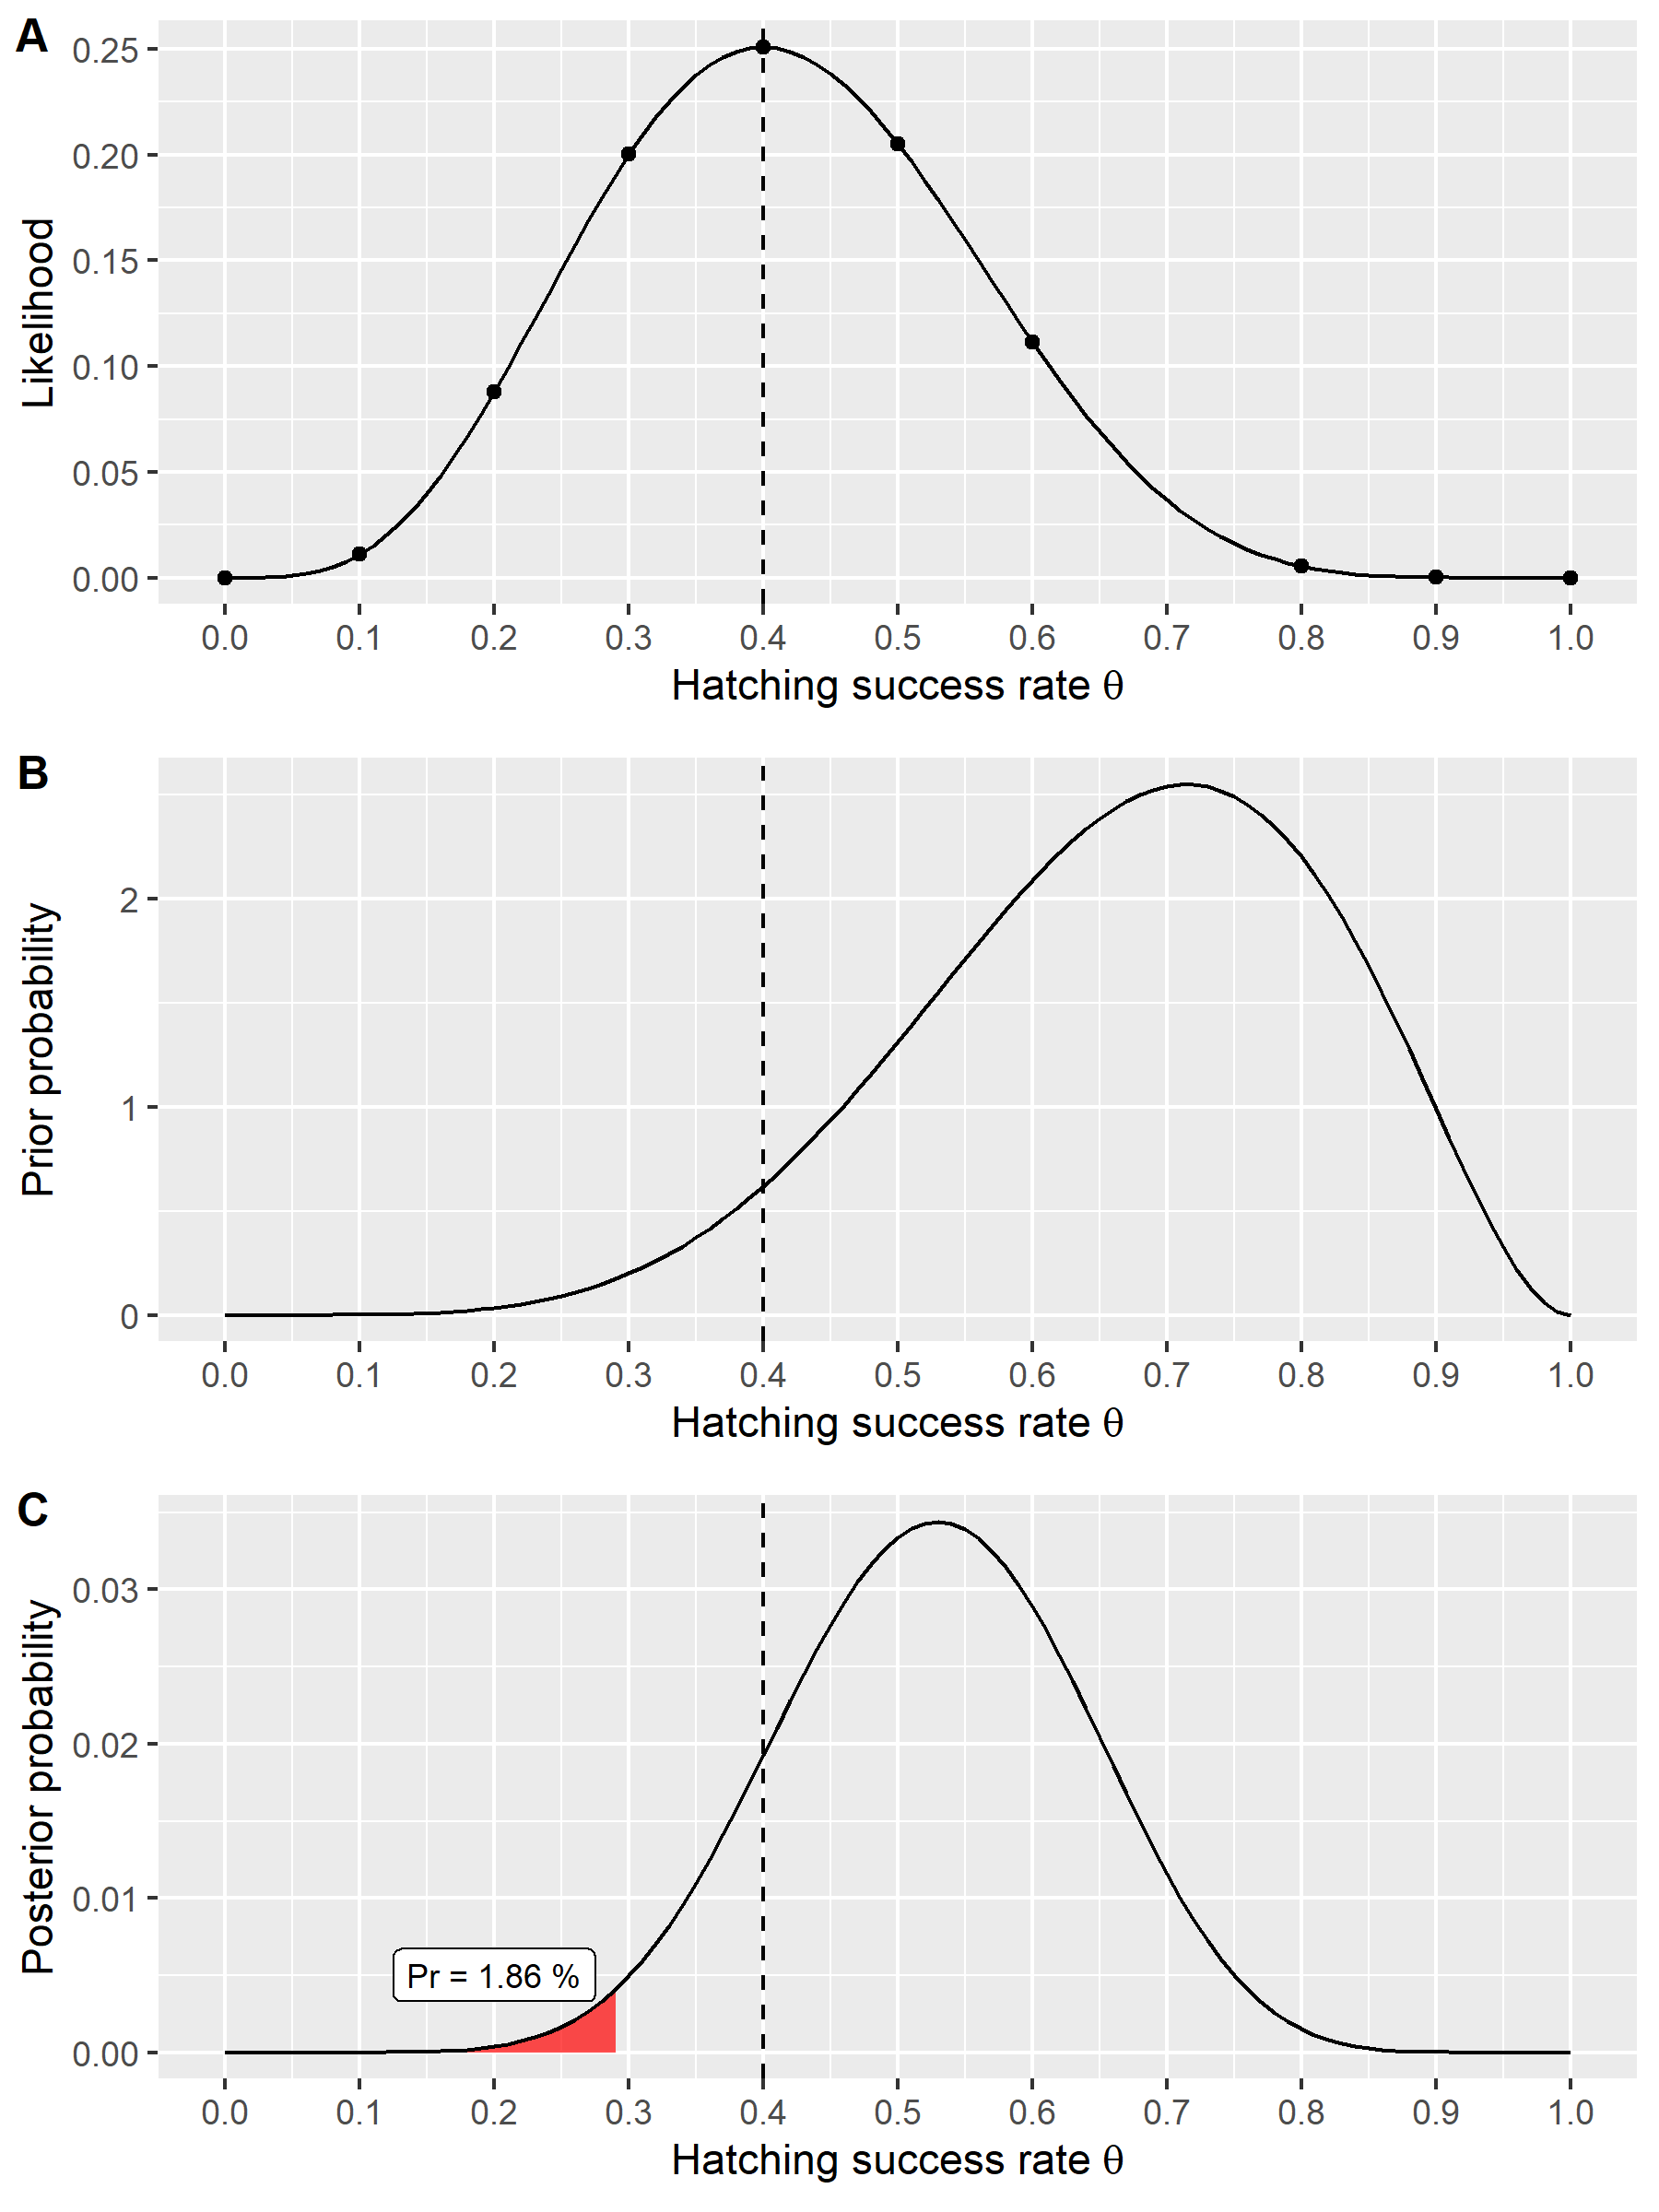 A
Likelihood
0.25
0.20
0.15
0.10
0.05
0.00
0.0 0.1 0.2 0.3 0.4 0.5 0.6 0.7 0.8 0.9 1.0
Hatching success rate θ
B
Prior probability
2
1
0
0.0 0.1 0.2 0.3 0.4 0.5 0.6 0.7 0.8 0.9 1.0
Hatching success rate θ
C
Posterior probability
0.03
0.02
0.01
0.00
Pr = 1.86 %
0.0 0.1 0.2 0.3 0.4 0.5 0.6 0.7 0.8 0.9 1.0
Hatching success rate θ